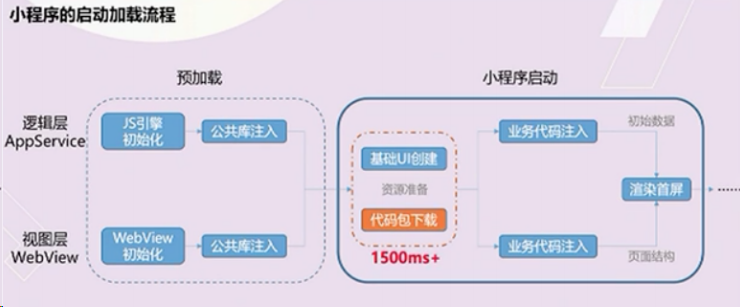 小程序的启动加载流程
预加载
小程序启动
逻辑层
AppService
JS引擎
初始化
公共库注入
基础UI创建
资源准备
代码包下载
1500ms+
业务代码注入
初始数据
渲染首屏
......
视图层
WebView
WebView
初始化
公共库注入
业务代码注入
页面结构